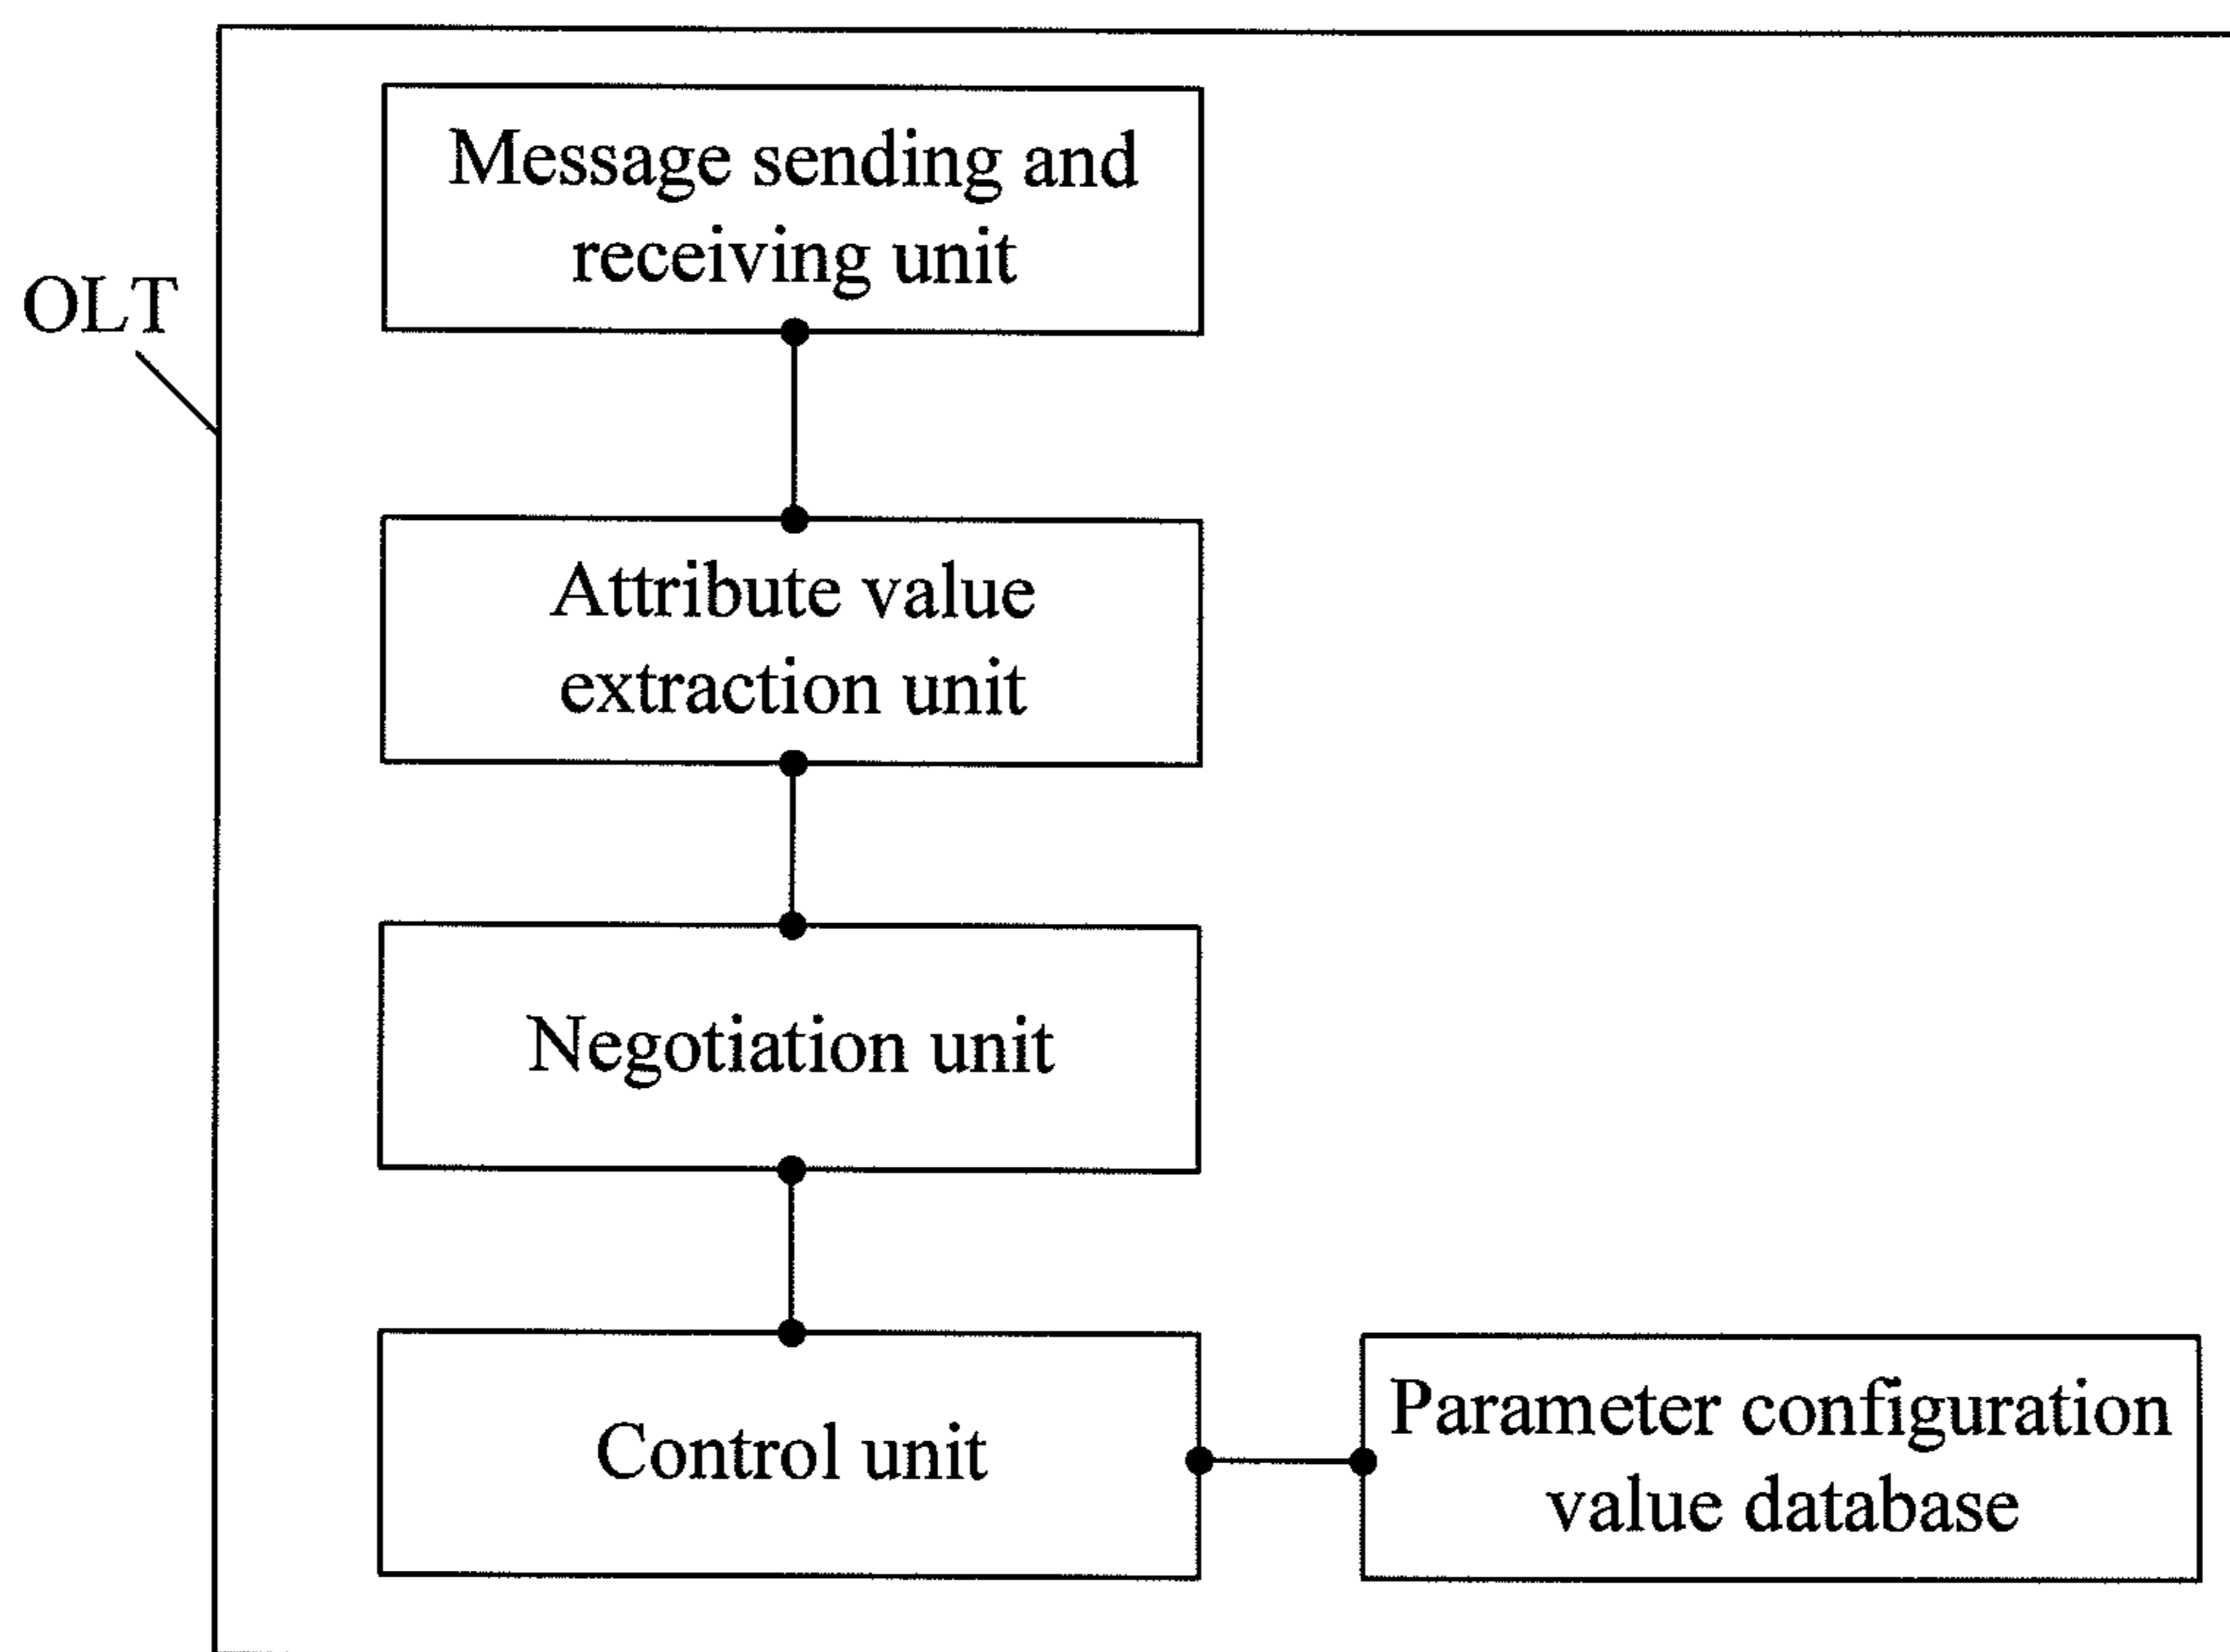 Message sending and
receiving unit
OLT
Attribute value
extraction unit
Negotiation unit
Control unit
Parameter configuration
value database